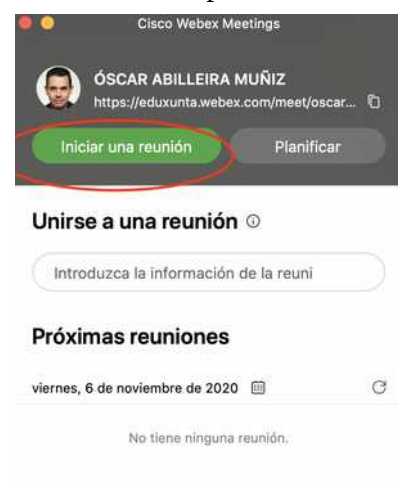 Cisco Webex Meetings
ÓSCAR ABILLEIRA MUÑIZ
https://eduxunta.webex.com/meet/oscar...
Iniciar una reunión
Planificar
Unirse a una reunión
Introduzca la información de la reuni
Próximas reuniones
viernes, 6 de noviembre de 2020
No tiene ninguna reunión.